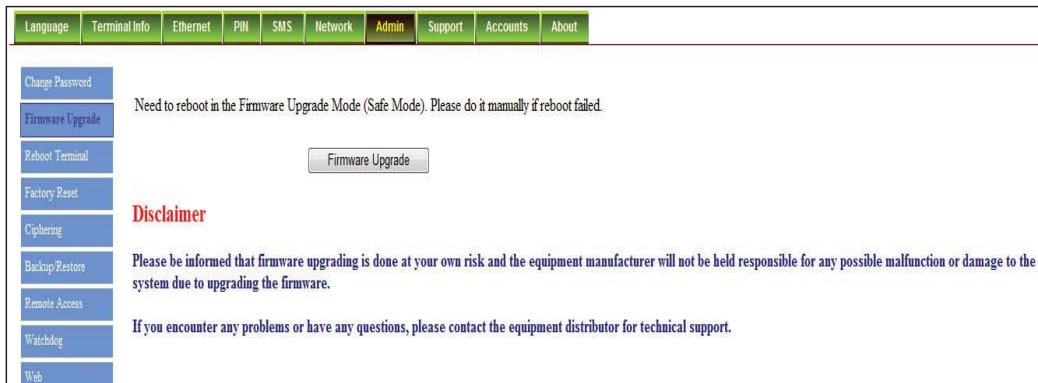 Language Terminal Info Ethernet PIN SMS Network Admin Support Accounts About
Change Password
Firmware Upgrade
Reboot Terminal
Factory Reset
Ciphering
Backup/Restore
Remote Access
Watchdog
Web
Need to reboot in the Firmware Upgrade Mode (Safe Mode). Please do it manually if reboot failed.
Firmware Upgrade
Disclaimer
Please be informed that firmware upgrading is done at your own risk and the equipment manufacturer will not be held responsible for any possible malfunction or damage to the
system due to upgrading the firmware.
If you encounter any problems or have any questions, please contact the equipment distributor for technical support.